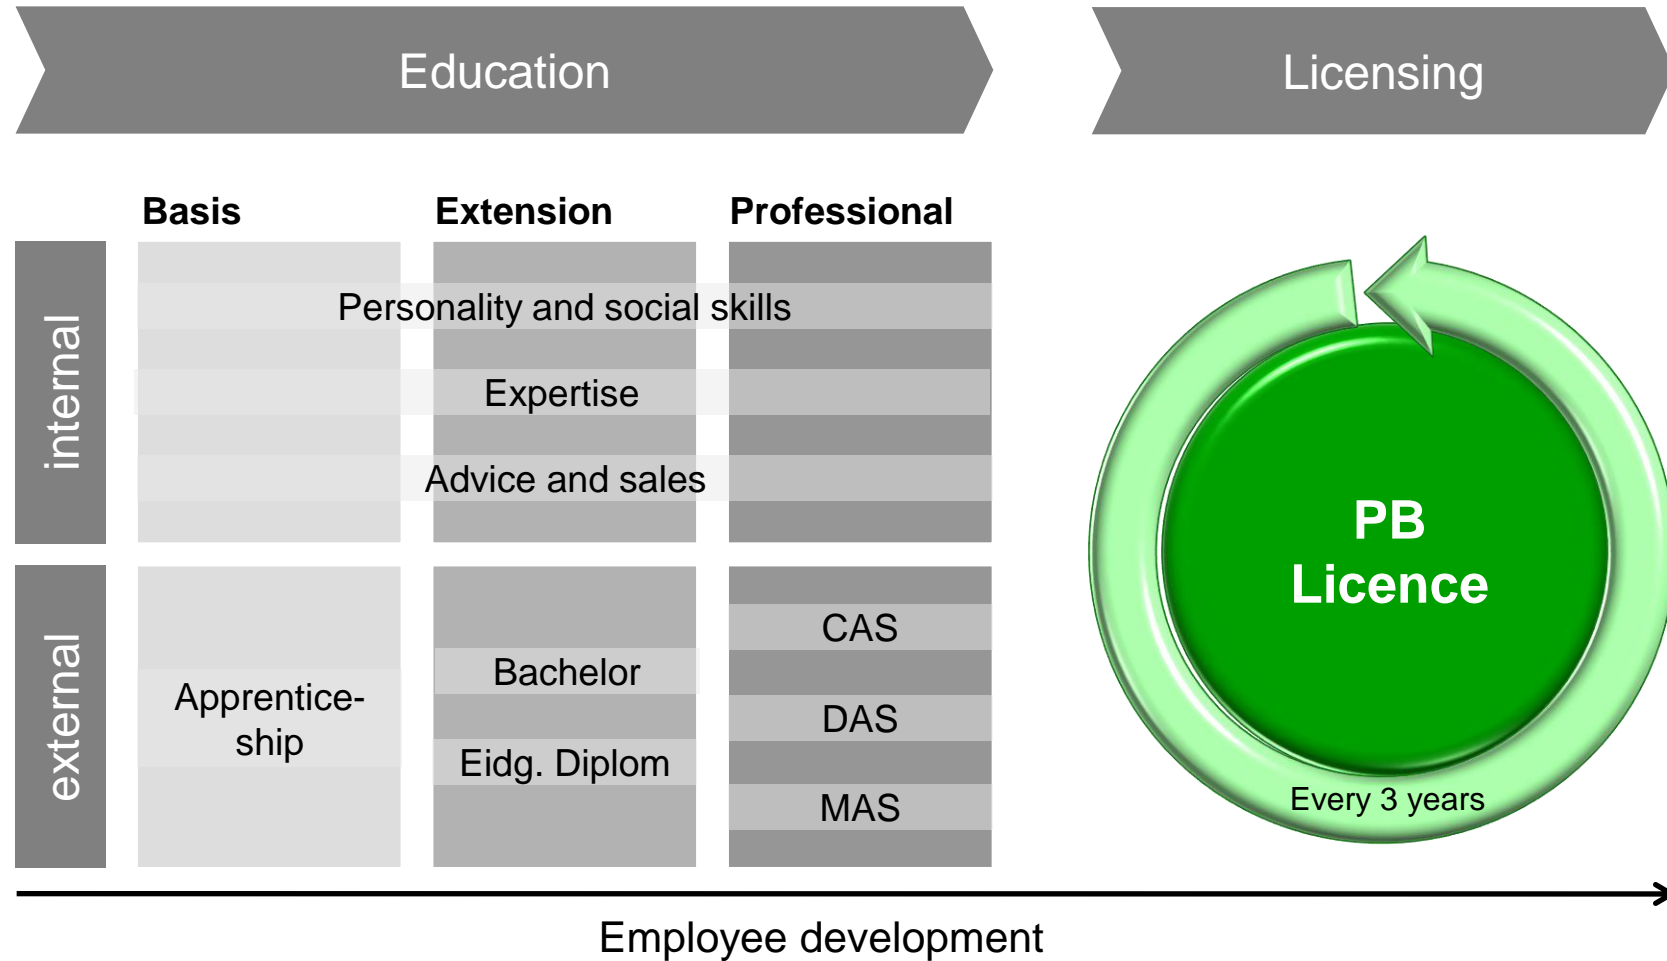 Education
Licensing
Basis
Extension
Professional
internal
Personality and social skills
Expertise
Advice and sales
external
Apprentice-
ship
Bachelor
Eidg. Diplom
CAS
DAS
MAS
PB
Licence
Every 3 years
Employee development